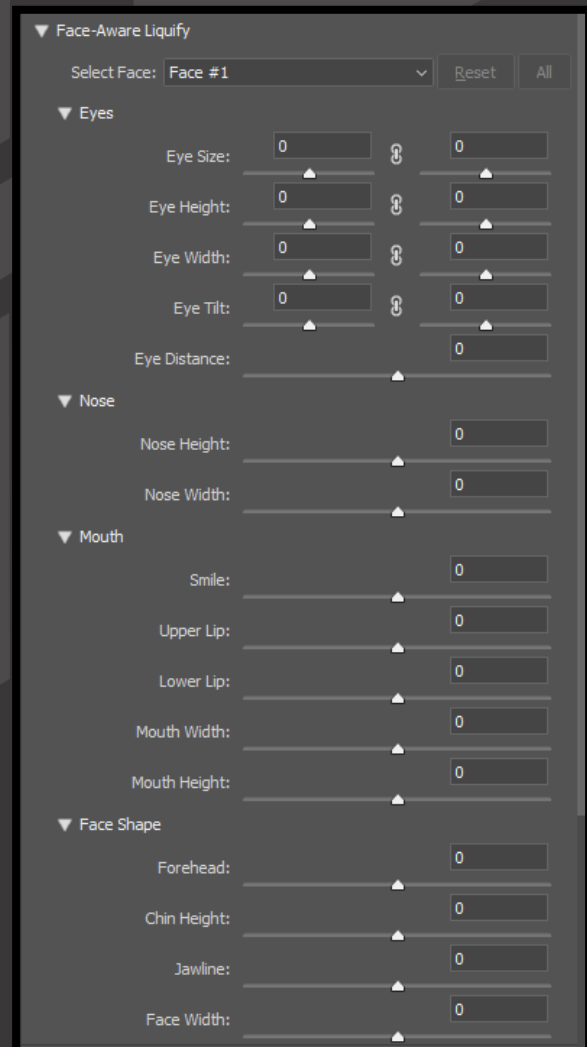 Face-Aware Liquify
Select Face: Face #1 Reset All
Eyes
Eye Size: 0 0
Eye Height: 0 0
Eye Width: 0 0
Eye Tilt: 0 0
Eye Distance: 0
Nose
Nose Height: 0
Nose Width: 0
Mouth
Smile: 0
Upper Lip: 0
Lower Lip: 0
Mouth Width: 0
Mouth Height: 0
Face Shape
Forehead: 0
Chin Height: 0
Jawline: 0
Face Width: 0